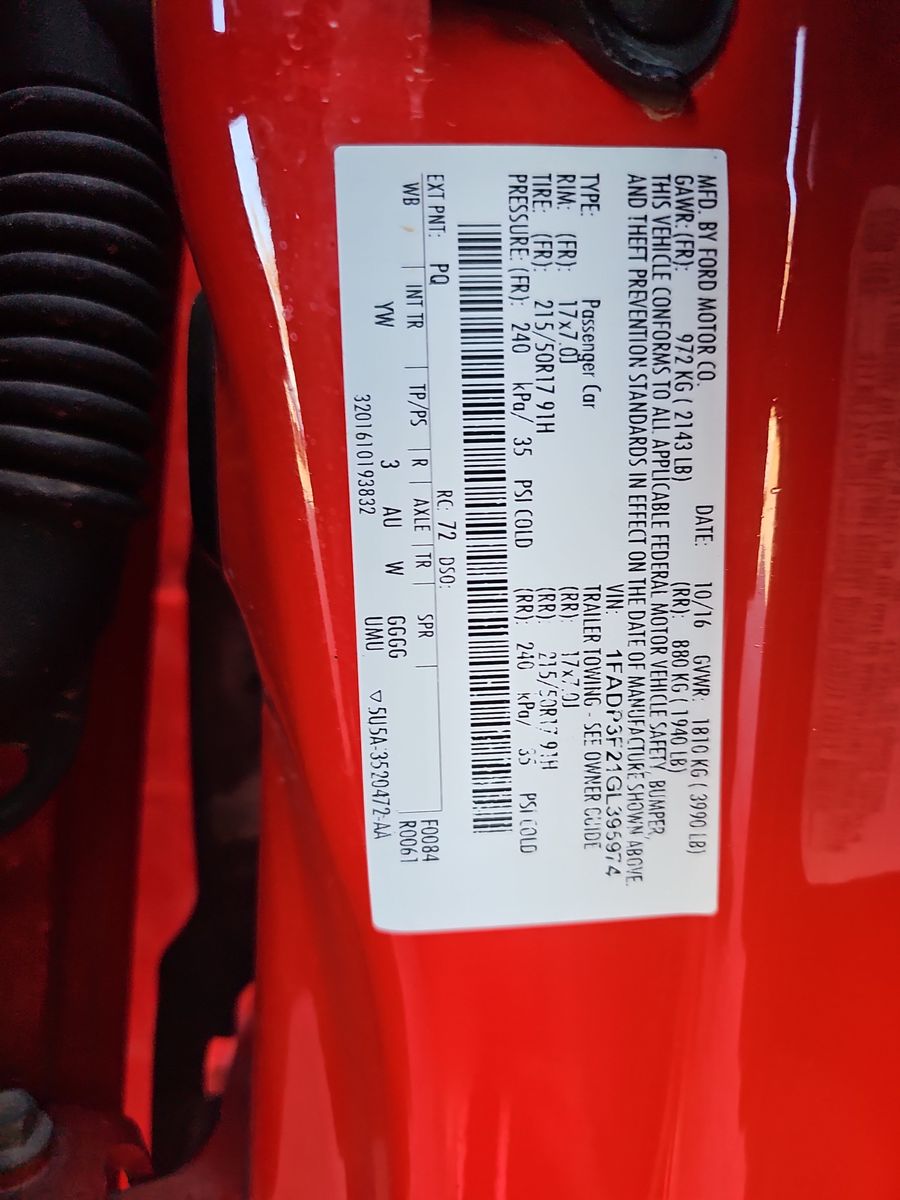 MFD. BY FORD MOTOR CO. DATE: 10/16 GVWR: 1810 KG ( 3990 LB)
GAWR: (FR): 972 KG ( 2143 LB) (RR): 880 KG ( 1940 LB)
THIS VEHICLE CONFORMS TO ALL APPLICABLE FEDERAL MOTOR VEHICLE SAFETY, BUMPER,
AND THEFT PREVENTION STANDARDS IN EFFECT ON THE DATE OF MANUFACTURE SHOWN ABOVE.
VIN: 1FADP3F21GL395974
TYPE: Passenger Car TRAILER TOWING - SEE OWNER GUIDE
RIM: (FR): 17x7.0J (RR): 17x7.0J
TIRE: (FR): 215/50R17 91H (RR): 215/50R17 91H
PRESSURE: (FR): 240 kPa/ 35 PSI COLD (RR): 240 kPa/ 35 PSI COLD
RC: 72 DSO:
EXT PNT: PQ F0084
WB INT TR TP/PS R AXLE TR SPR R0061
YW 3 AU W GGGG
UMU ▽5U5A-3520472-AA
3201610193832